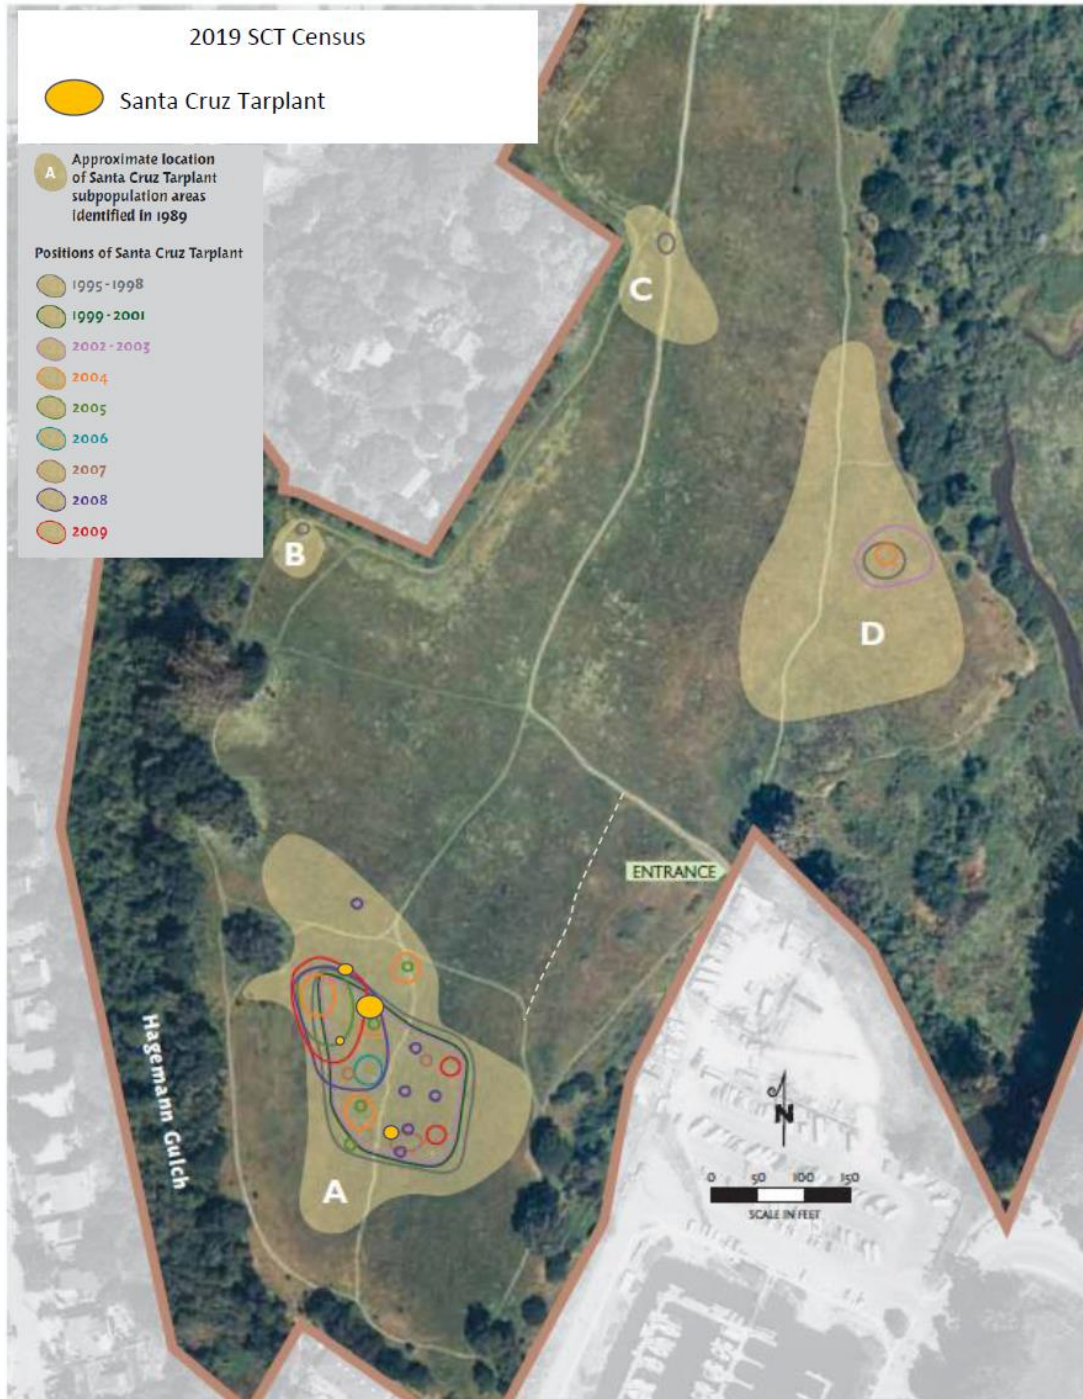 2019 SCT Census
Santa Cruz Tarplant
A
Approximate location
of Santa Cruz Tarplant
subpopulation areas
identified in 1989
Positions of Santa Cruz Tarplant
1995-1998
1999-2001
2002-2003
2004
2005
2006
2007
2008
2009
C
B
D
ENTRANCE
Hagemann Gulch
N
A
0 50 100 150
SCALE IN FEET